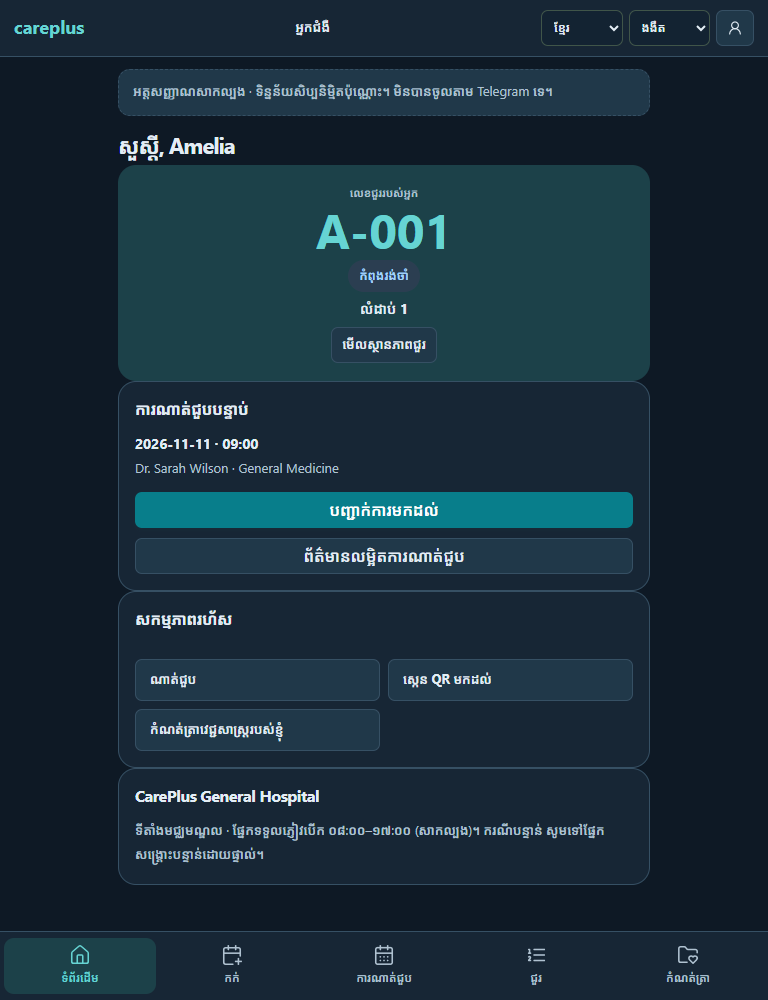 careplus
អ្នកជំងឺ
ខ្មែរ
ងងឹត
អត្តសញ្ញាណសាកល្បង · ទិន្នន័យសិប្បនិម្មិតប៉ុណ្ណោះ។ មិនបានចូលតាម Telegram ទេ។
សួស្តី, Amelia
លេខជួររបស់អ្នក
A-001
កំពុងរង់ចាំ
លំដាប់ 1
មើលស្ថានភាពជួរ
ការណាត់ជួបបន្ទាប់
2026-11-11 · 09:00
Dr. Sarah Wilson · General Medicine
បញ្ជាក់ការមកដល់
ព័ត៌មានលម្អិតការណាត់ជួប
សកម្មភាពរហ័ស
ណាត់ជួប
ស្កេន QR មកដល់
កំណត់ត្រាវេជ្ជសាស្ត្ររបស់ខ្ញុំ
CarePlus General Hospital
ទីតាំងមជ្ឈមណ្ឌល · ផ្នែកទទួលភ្ញៀវបើក ០៨:០០–១៧:០០ (សាកល្បង)។ ករណីបន្ទាន់ សូមទៅផ្នែក
សង្គ្រោះបន្ទាន់ដោយផ្ទាល់។
ទំព័រដើម
កក់
ការណាត់ជួប
ជួរ
កំណត់ត្រា